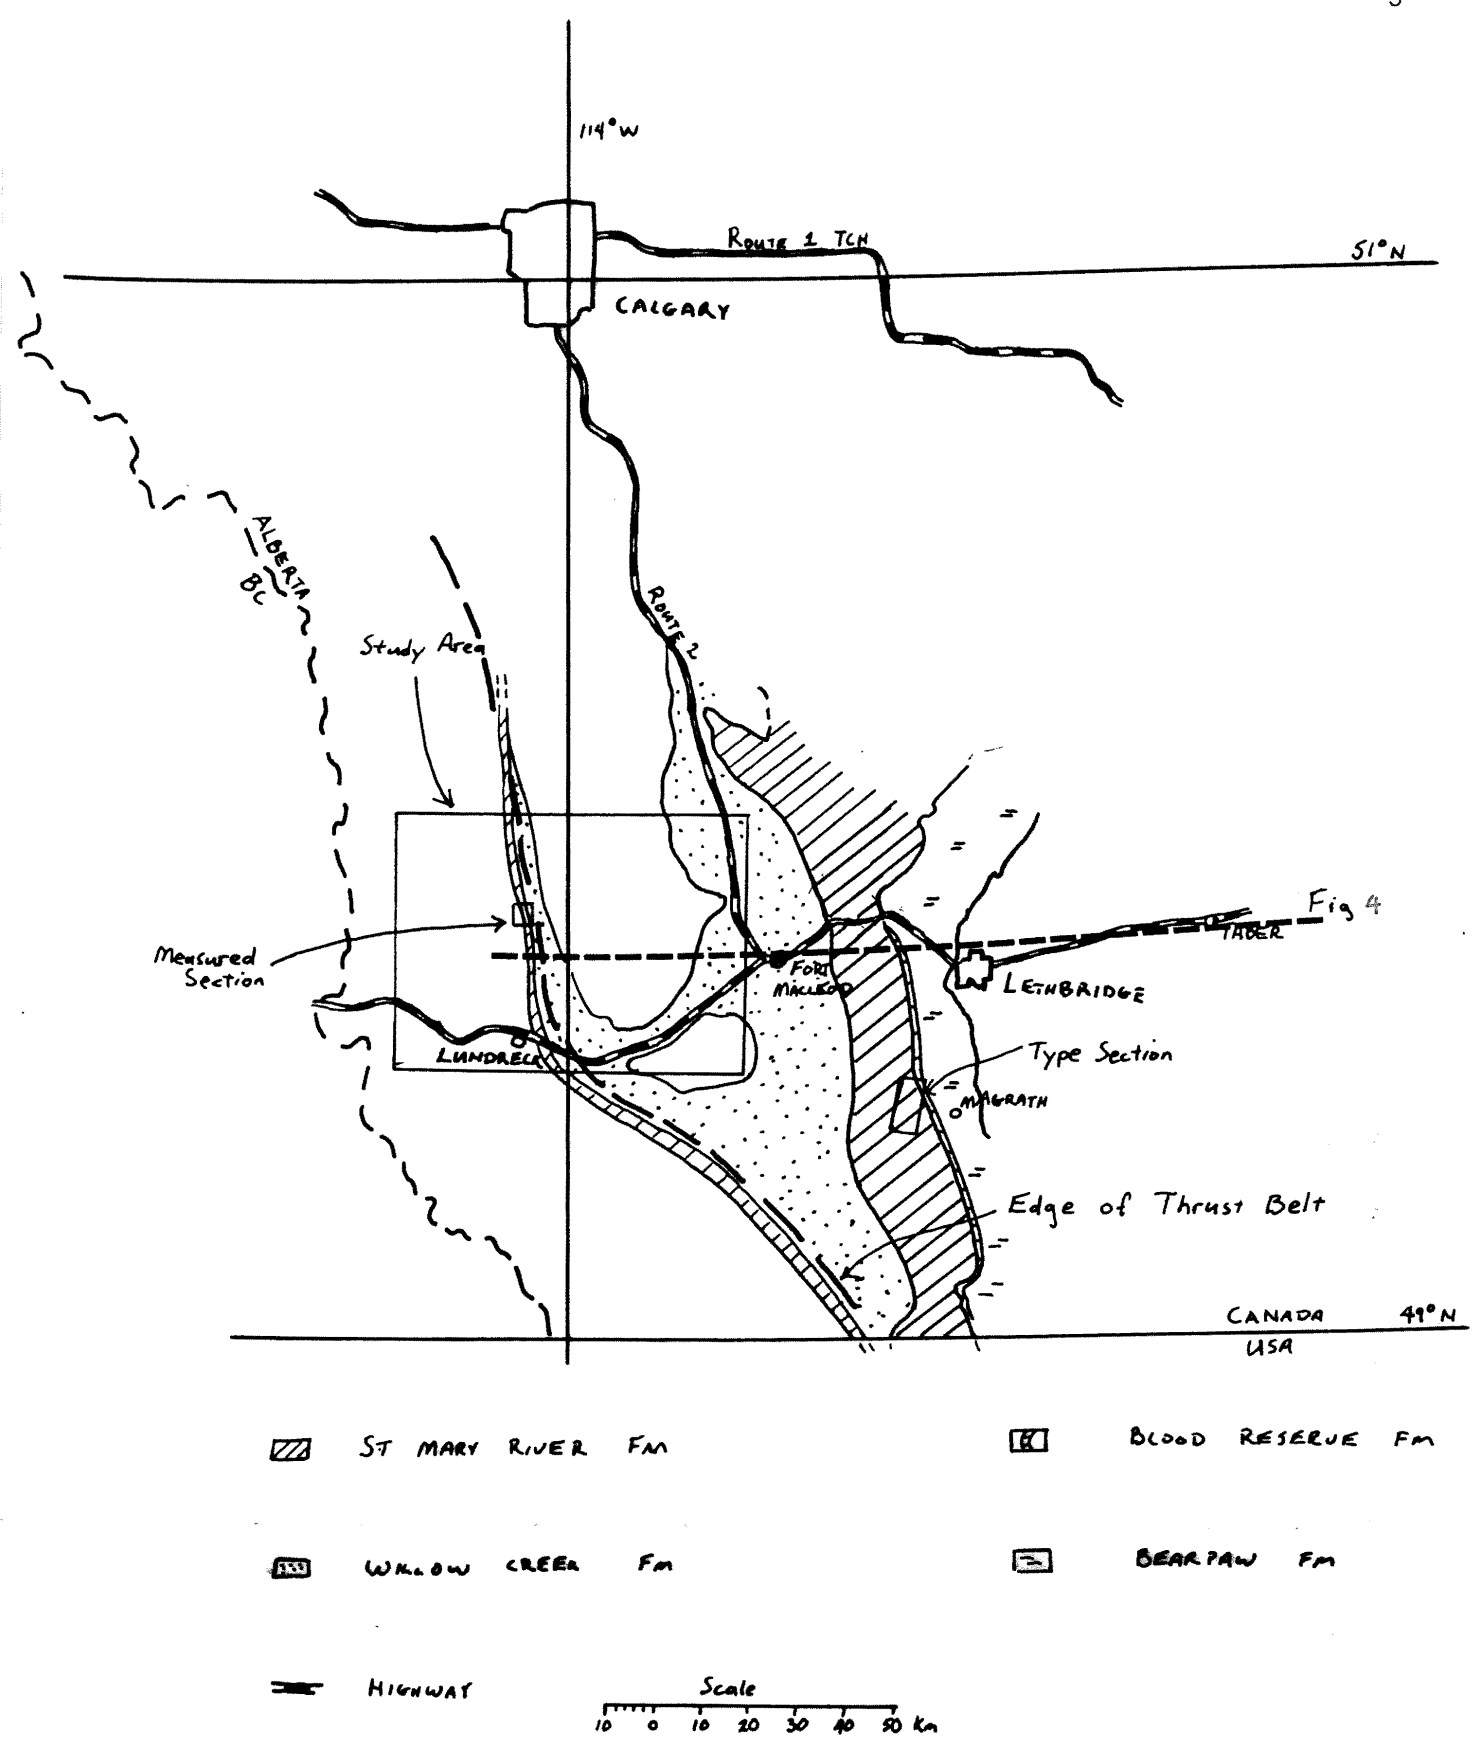 114°W
ROUTE 1 TCH
51°N
CALGARY
ALBERTA
BC
ROUTE 2
Study Area
Fig 4
TABER
Measured
Section
FORT
MACLEOD
LETHBRIDGE
LUNDRECK
Type Section
MAGRATH
Edge of Thrust Belt
CANADA 49°N
USA
ST MARY RIVER FM
BLOOD RESERVE FM
WILLOW CREEK FM
BEARPAW FM
HIGHWAY
Scale
10 0 10 20 30 40 50 Km